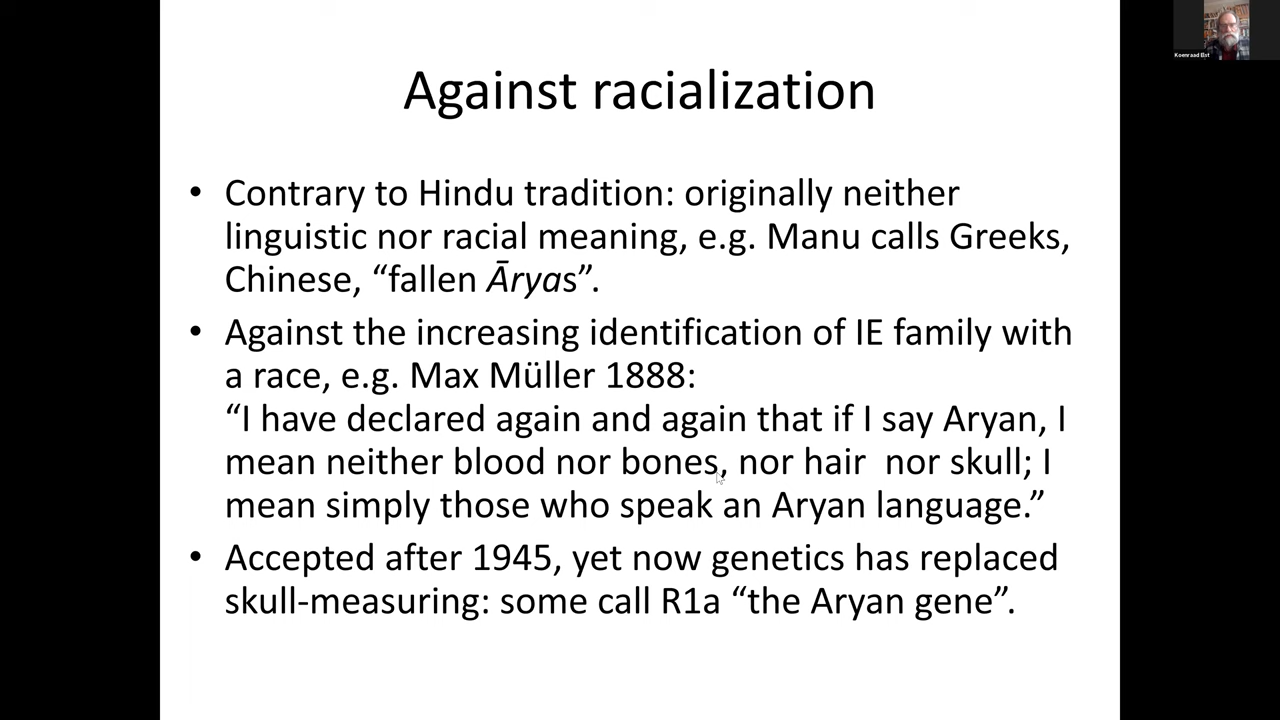 Against racialization
• Contrary to Hindu tradition: originally neither
linguistic nor racial meaning, e.g. Manu calls Greeks,
Chinese, “fallen Āryas”.
• Against the increasing identification of IE family with
a race, e.g. Max Müller 1888:
“I have declared again and again that if I say Aryan, I
mean neither blood nor bones, nor hair  nor skull; I
mean simply those who speak an Aryan language.”
• Accepted after 1945, yet now genetics has replaced
skull-measuring: some call R1a “the Aryan gene”.
Koenraad Elst